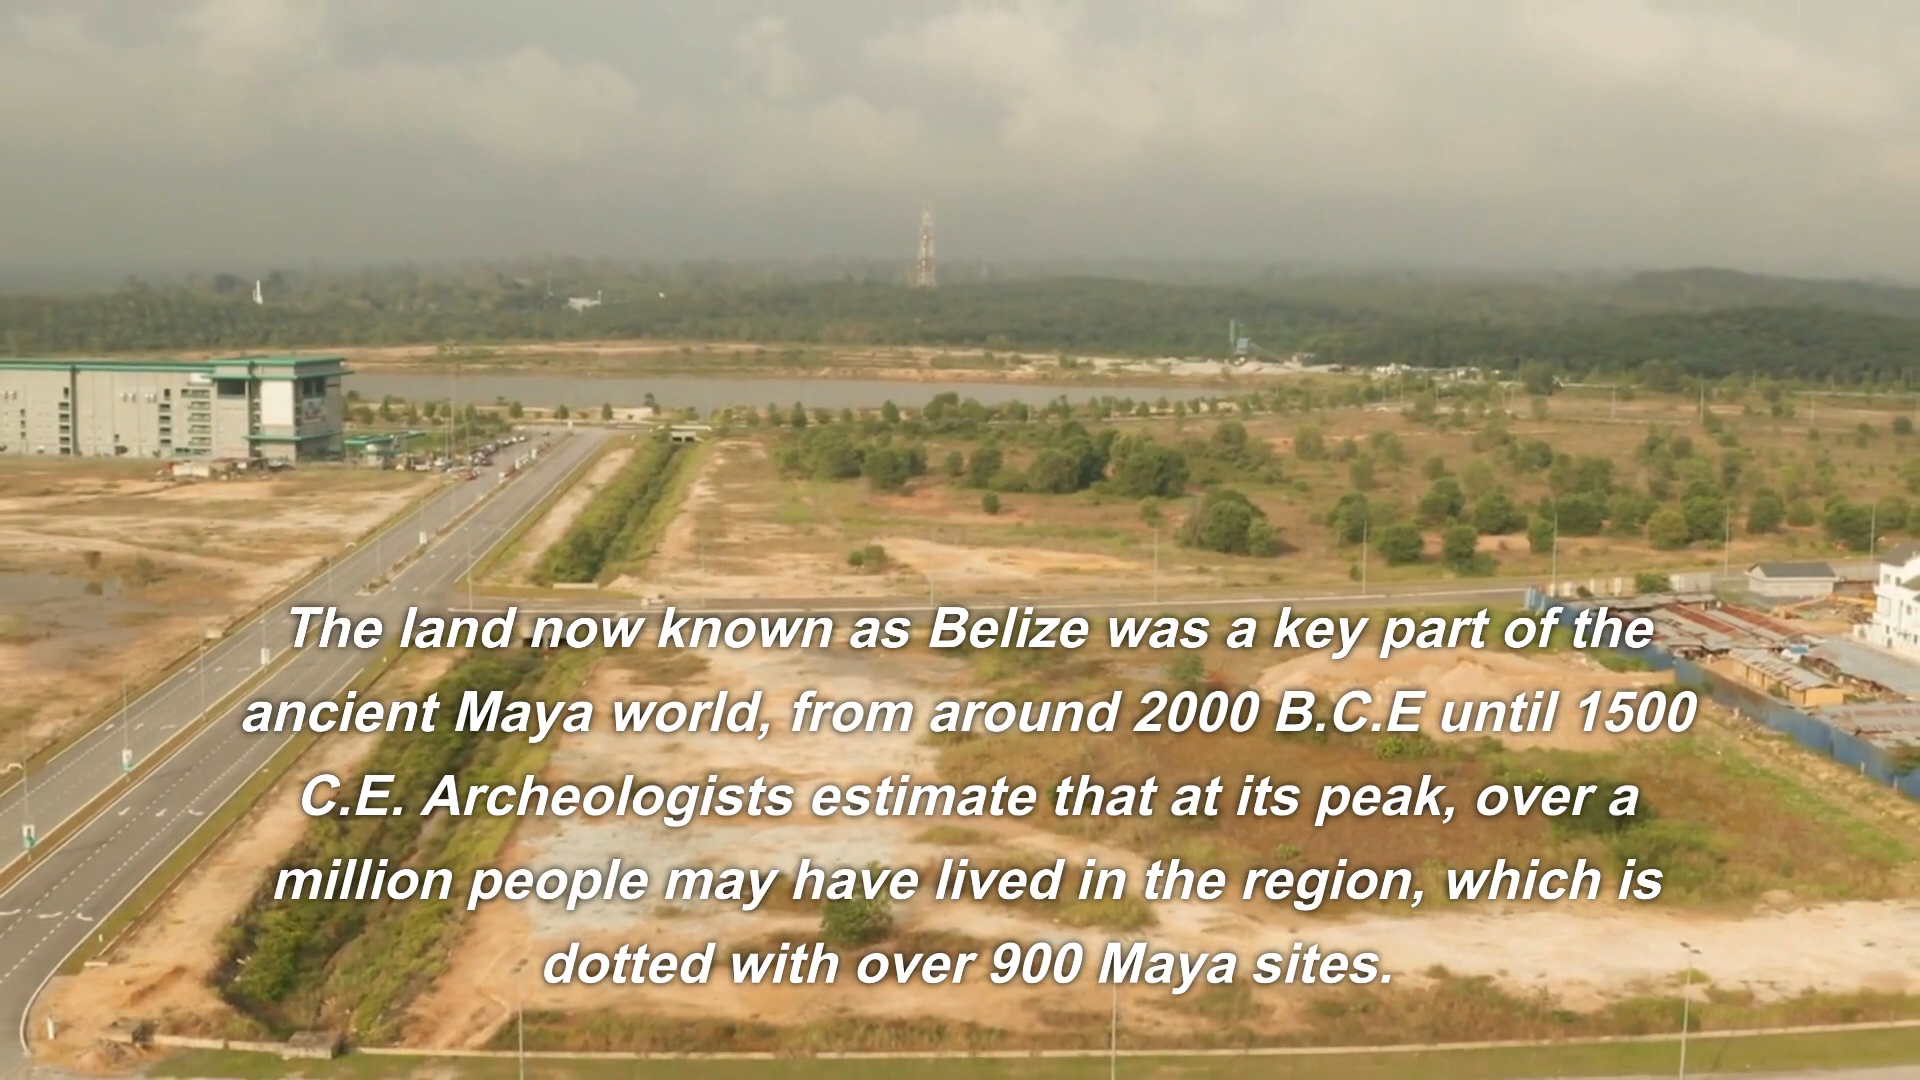 The land now known as Belize was a key part of the
ancient Maya world, from around 2000 B.C.E until 1500
C.E. Archeologists estimate that at its peak, over a
million people may have lived in the region, which is
dotted with over 900 Maya sites.